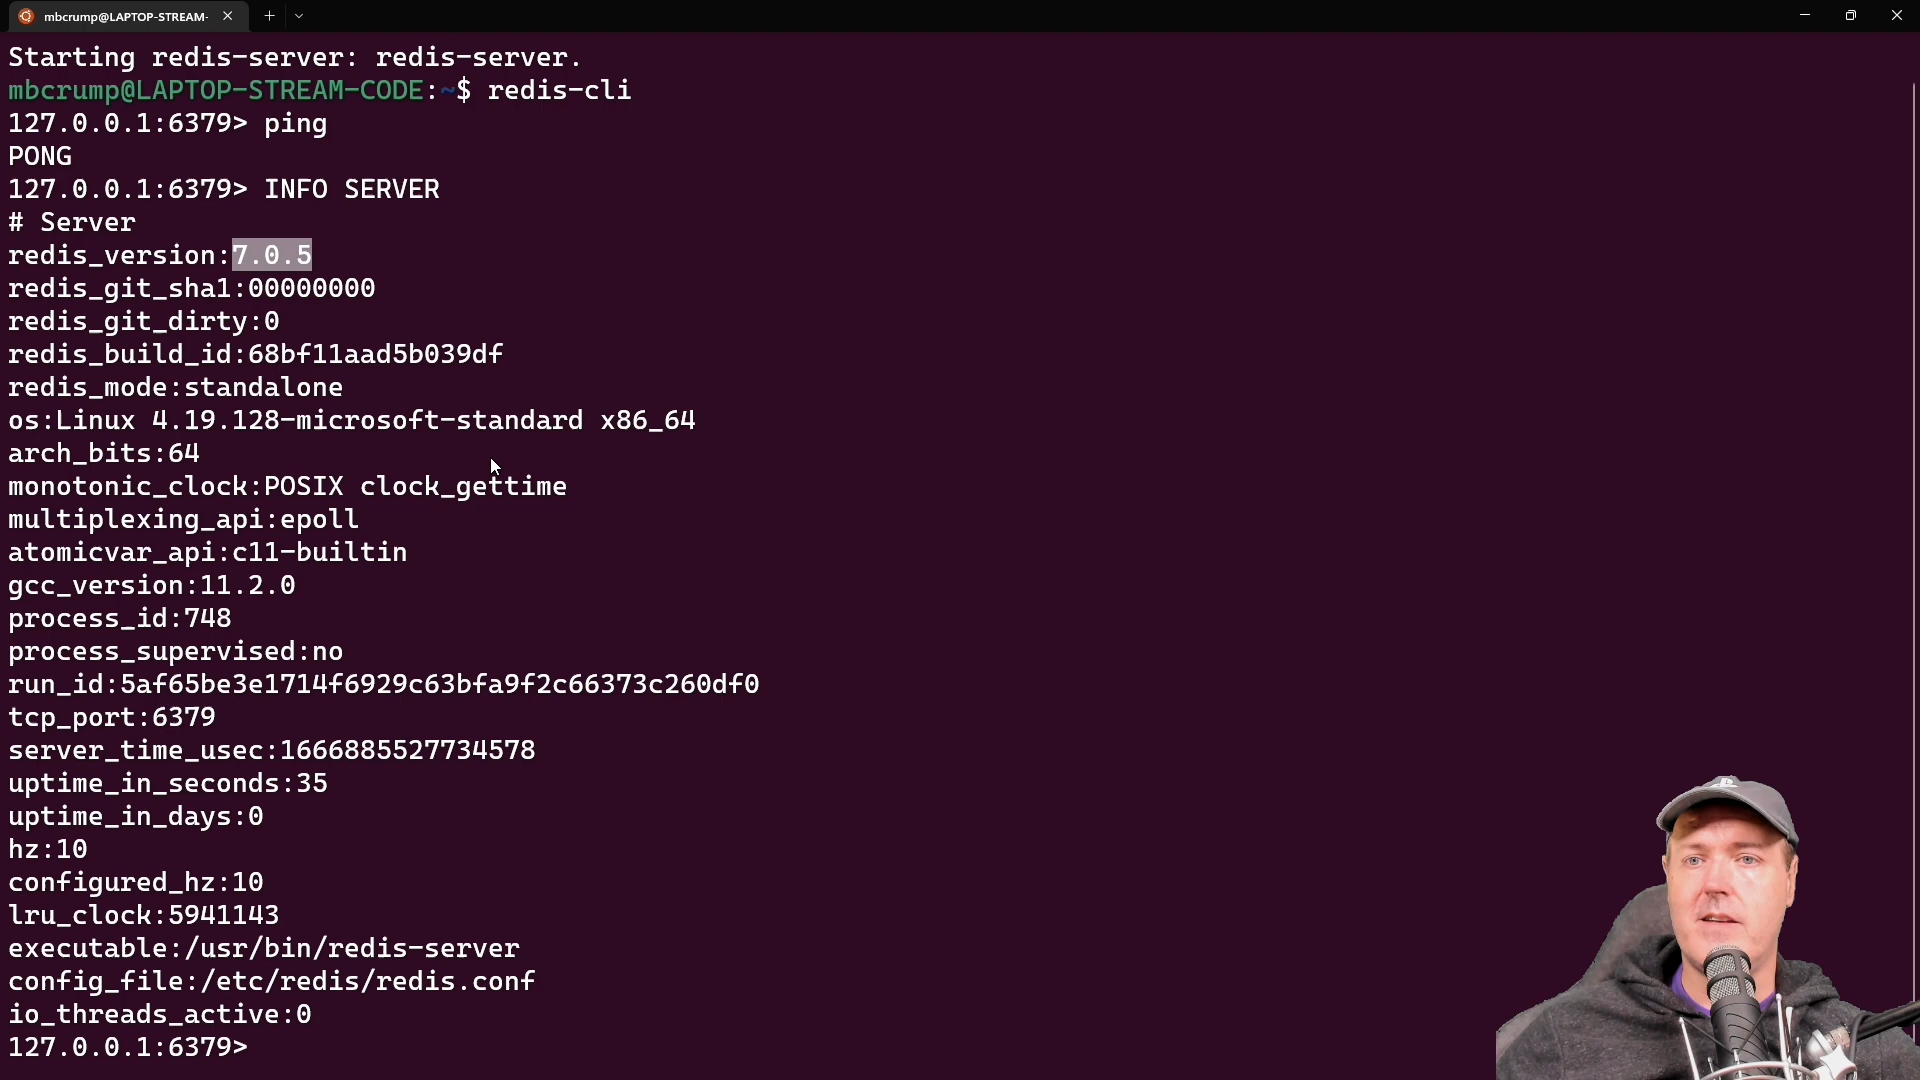 mbcrump@LAPTOP-STREAM-
Starting redis-server: redis-server.
mbcrump@LAPTOP-STREAM-CODE:~$ redis-cli
127.0.0.1:6379> ping
PONG
127.0.0.1:6379> INFO SERVER
# Server
redis_version:7.0.5
redis_git_sha1:00000000
redis_git_dirty:0
redis_build_id:68bf11aad5b039df
redis_mode:standalone
os:Linux 4.19.128-microsoft-standard x86_64
arch_bits:64
monotonic_clock:POSIX clock_gettime
multiplexing_api:epoll
atomicvar_api:c11-builtin
gcc_version:11.2.0
process_id:748
process_supervised:no
run_id:5af65be3e1714f6929c63bfa9f2c66373c260df0
tcp_port:6379
server_time_usec:1666885527734578
uptime_in_seconds:35
uptime_in_days:0
hz:10
configured_hz:10
lru_clock:5941143
executable:/usr/bin/redis-server
config_file:/etc/redis/redis.conf
io_threads_active:0
127.0.0.1:6379>